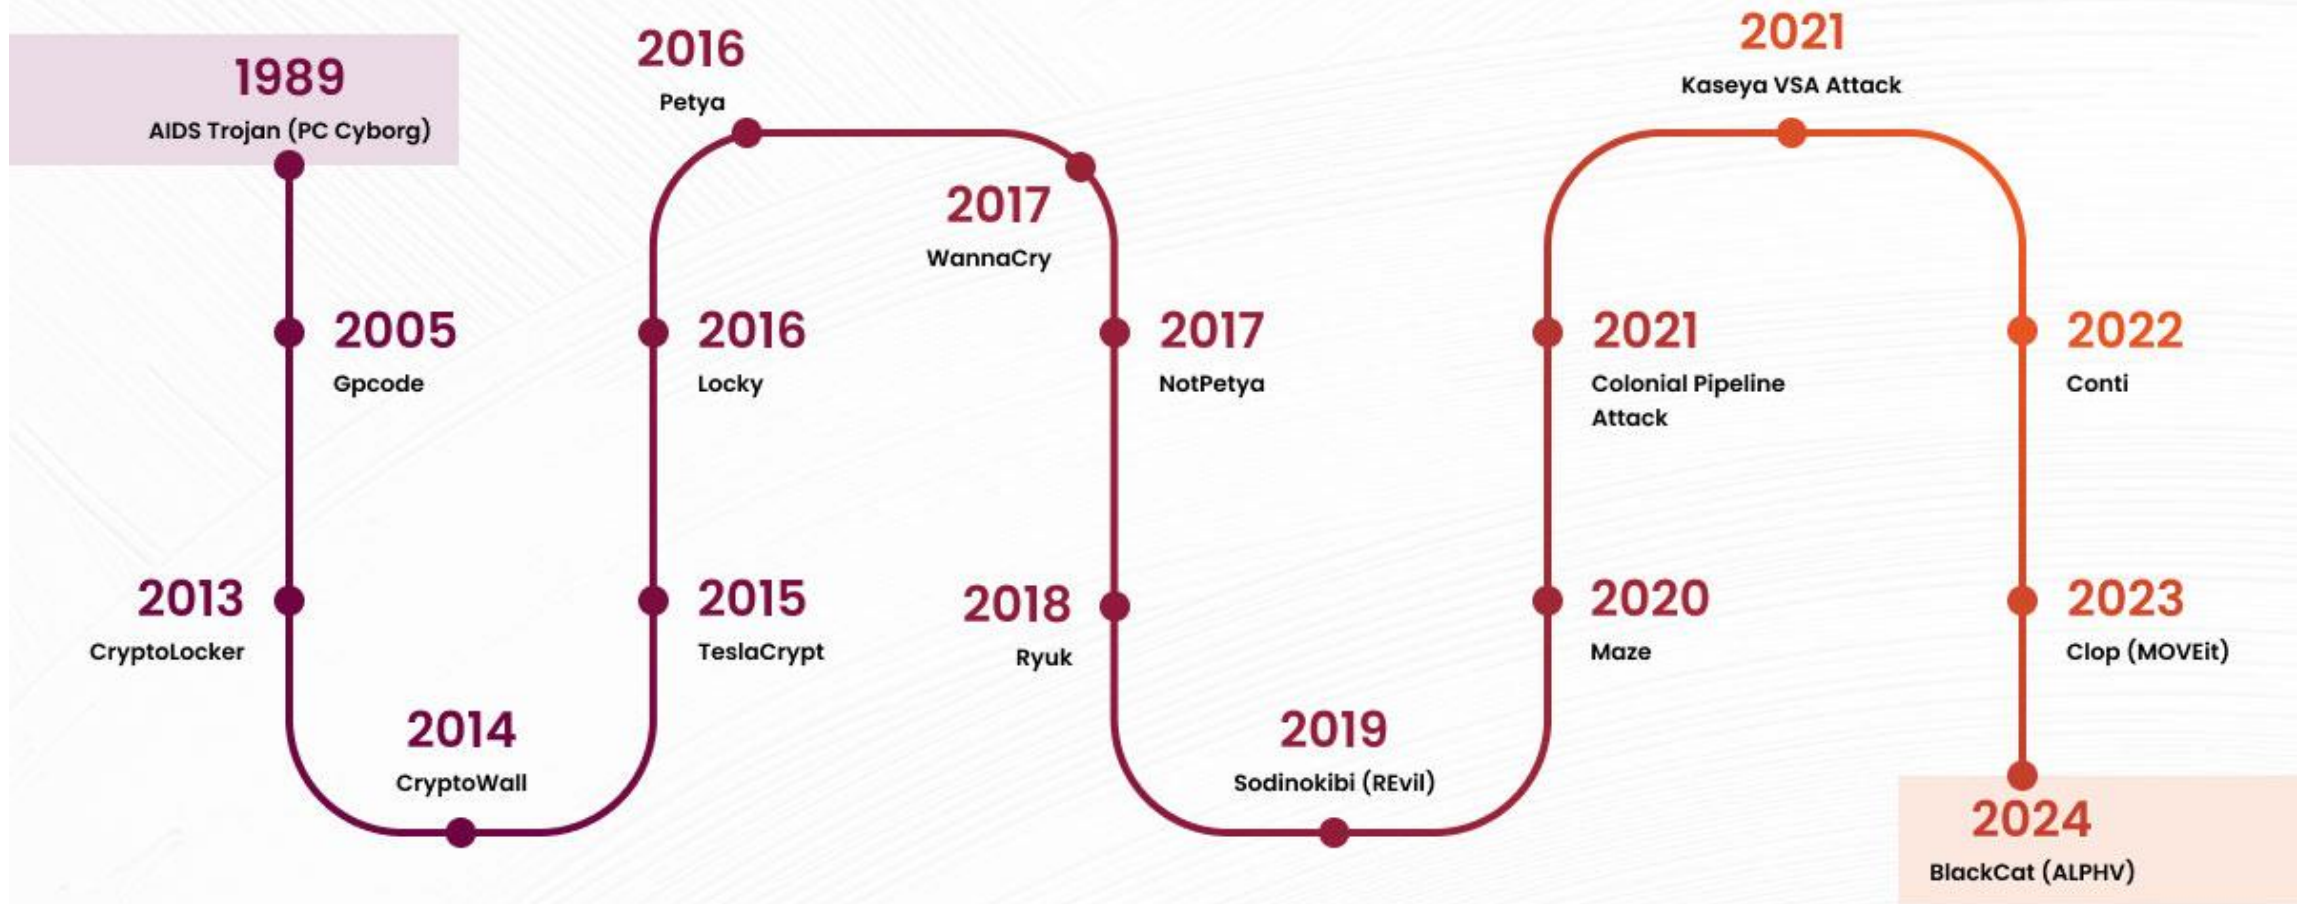 1989
AIDS Trojan (PC Cyborg)
2005
Gpcode
2013
CryptoLocker
2014
CryptoWall
2015
TeslaCrypt
2016
Locky
2016
Petya
2017
WannaCry
2017
NotPetya
2018
Ryuk
2019
Sodinokibi (REvil)
2020
Maze
2021
Colonial Pipeline
Attack
2021
Kaseya VSA Attack
2022
Conti
2023
Clop (MOVEit)
2024
BlackCat (ALPHV)